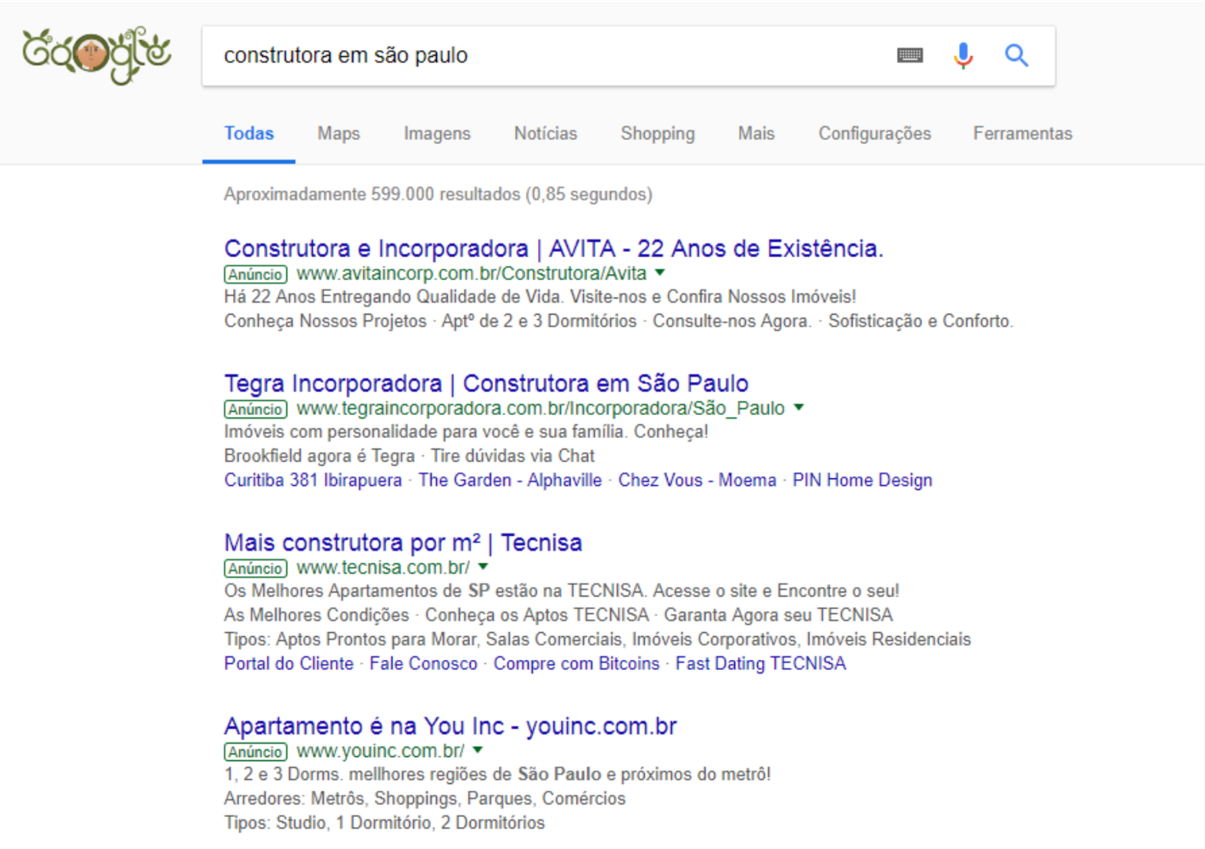 Google
construtora em são paulo
Todas Maps Imagens Notícias Shopping Mais Configurações Ferramentas
Aproximadamente 599.000 resultados (0,85 segundos)
Construtora e Incorporadora | AVITA - 22 Anos de Existência.
Anúncio www.avitaincorp.com.br/Construtora/Avita
Há 22 Anos Entregando Qualidade de Vida. Visite-nos e Confira Nossos Imóveis!
Conheça Nossos Projetos · Aptº de 2 e 3 Dormitórios · Consulte-nos Agora. · Sofisticação e Conforto.
Tegra Incorporadora | Construtora em São Paulo
Anúncio www.tegraincorporadora.com.br/Incorporadora/São_Paulo
Imóveis com personalidade para você e sua família. Conheça!
Brookfield agora é Tegra · Tire dúvidas via Chat
Curitiba 381 Ibirapuera · The Garden - Alphaville · Chez Vous - Moema · PIN Home Design
Mais construtora por m² | Tecnisa
Anúncio www.tecnisa.com.br/
Os Melhores Apartamentos de SP estão na TECNISA. Acesse o site e Encontre o seu!
As Melhores Condições · Conheça os Aptos TECNISA · Garanta Agora seu TECNISA
Tipos: Aptos Prontos para Morar, Salas Comerciais, Imóveis Corporativos, Imóveis Residenciais
Portal do Cliente · Fale Conosco · Compre com Bitcoins · Fast Dating TECNISA
Apartamento é na You Inc - youinc.com.br
Anúncio www.youinc.com.br/
1, 2 e 3 Dorms. mellhores regiões de São Paulo e próximos do metrô!
Arredores: Metrôs, Shoppings, Parques, Comércios
Tipos: Studio, 1 Dormitório, 2 Dormitórios